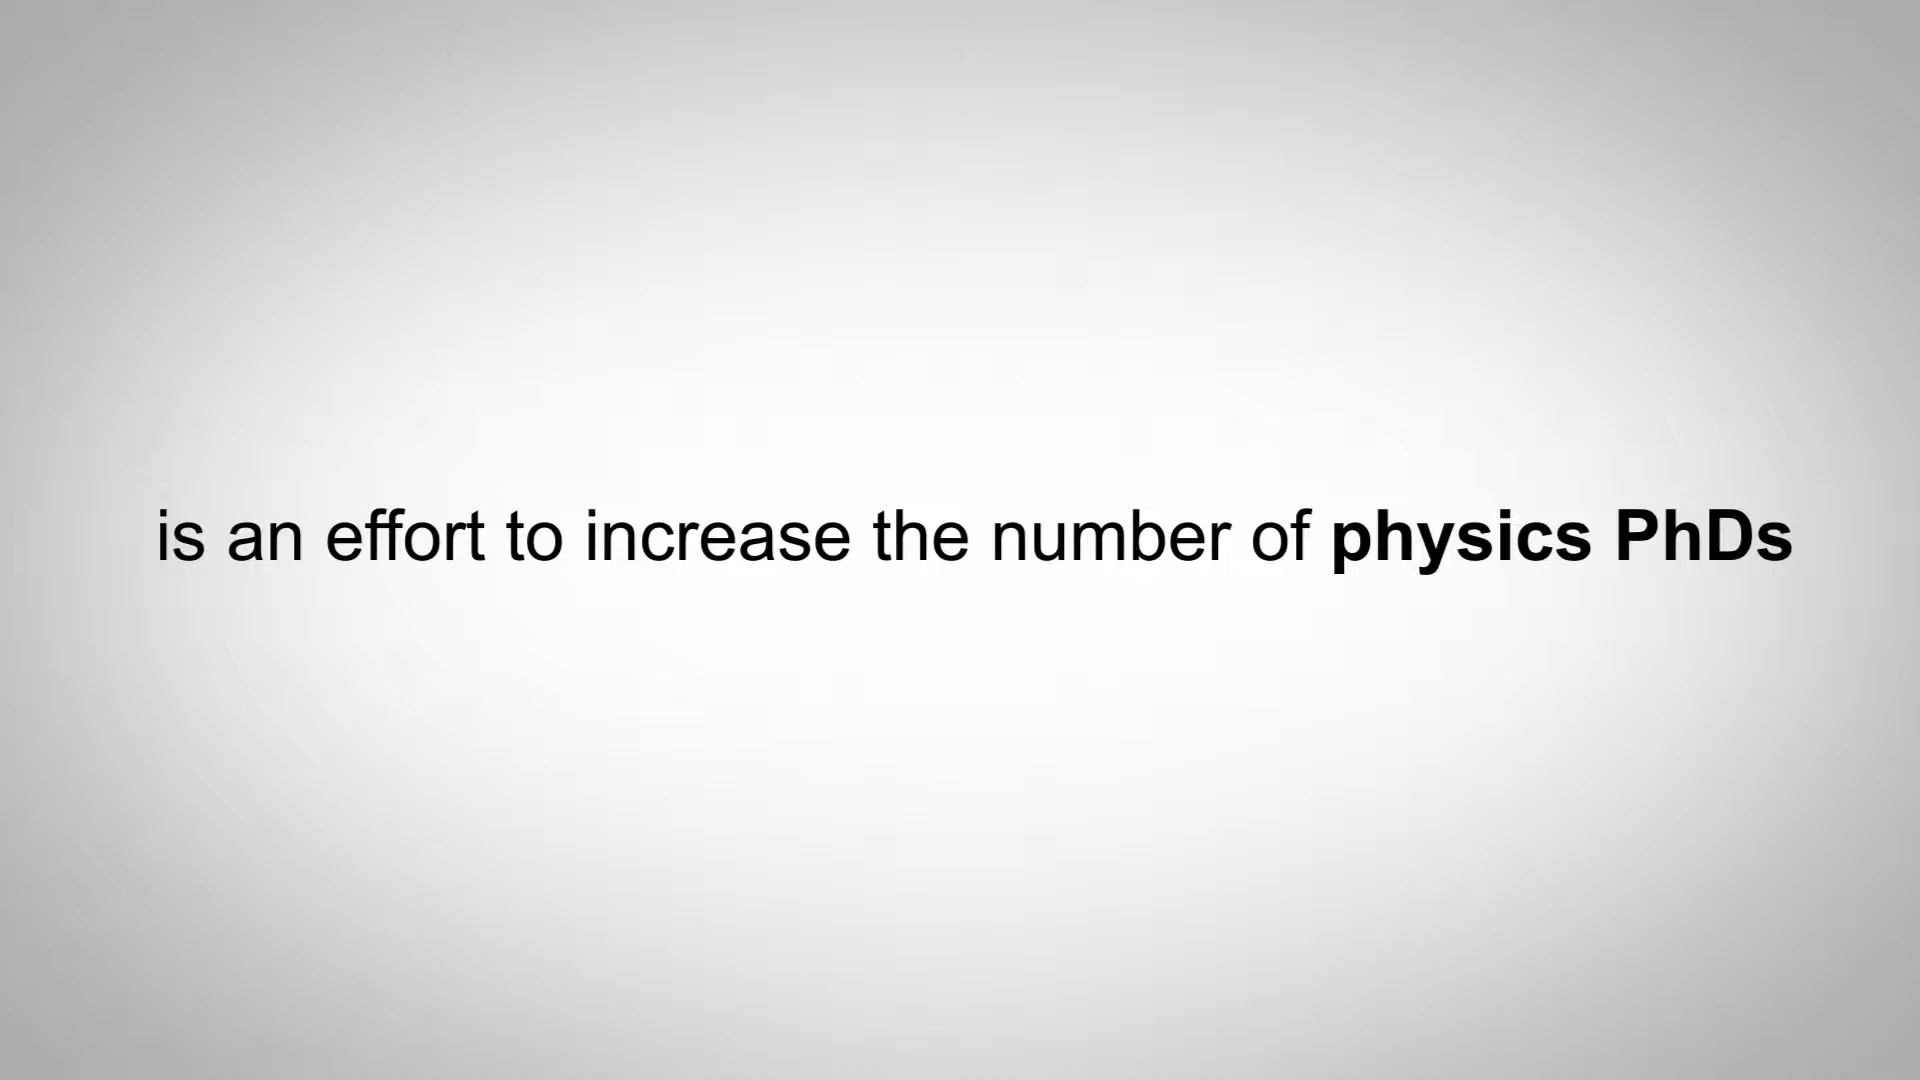 is an effort to increase the number of physics PhDs